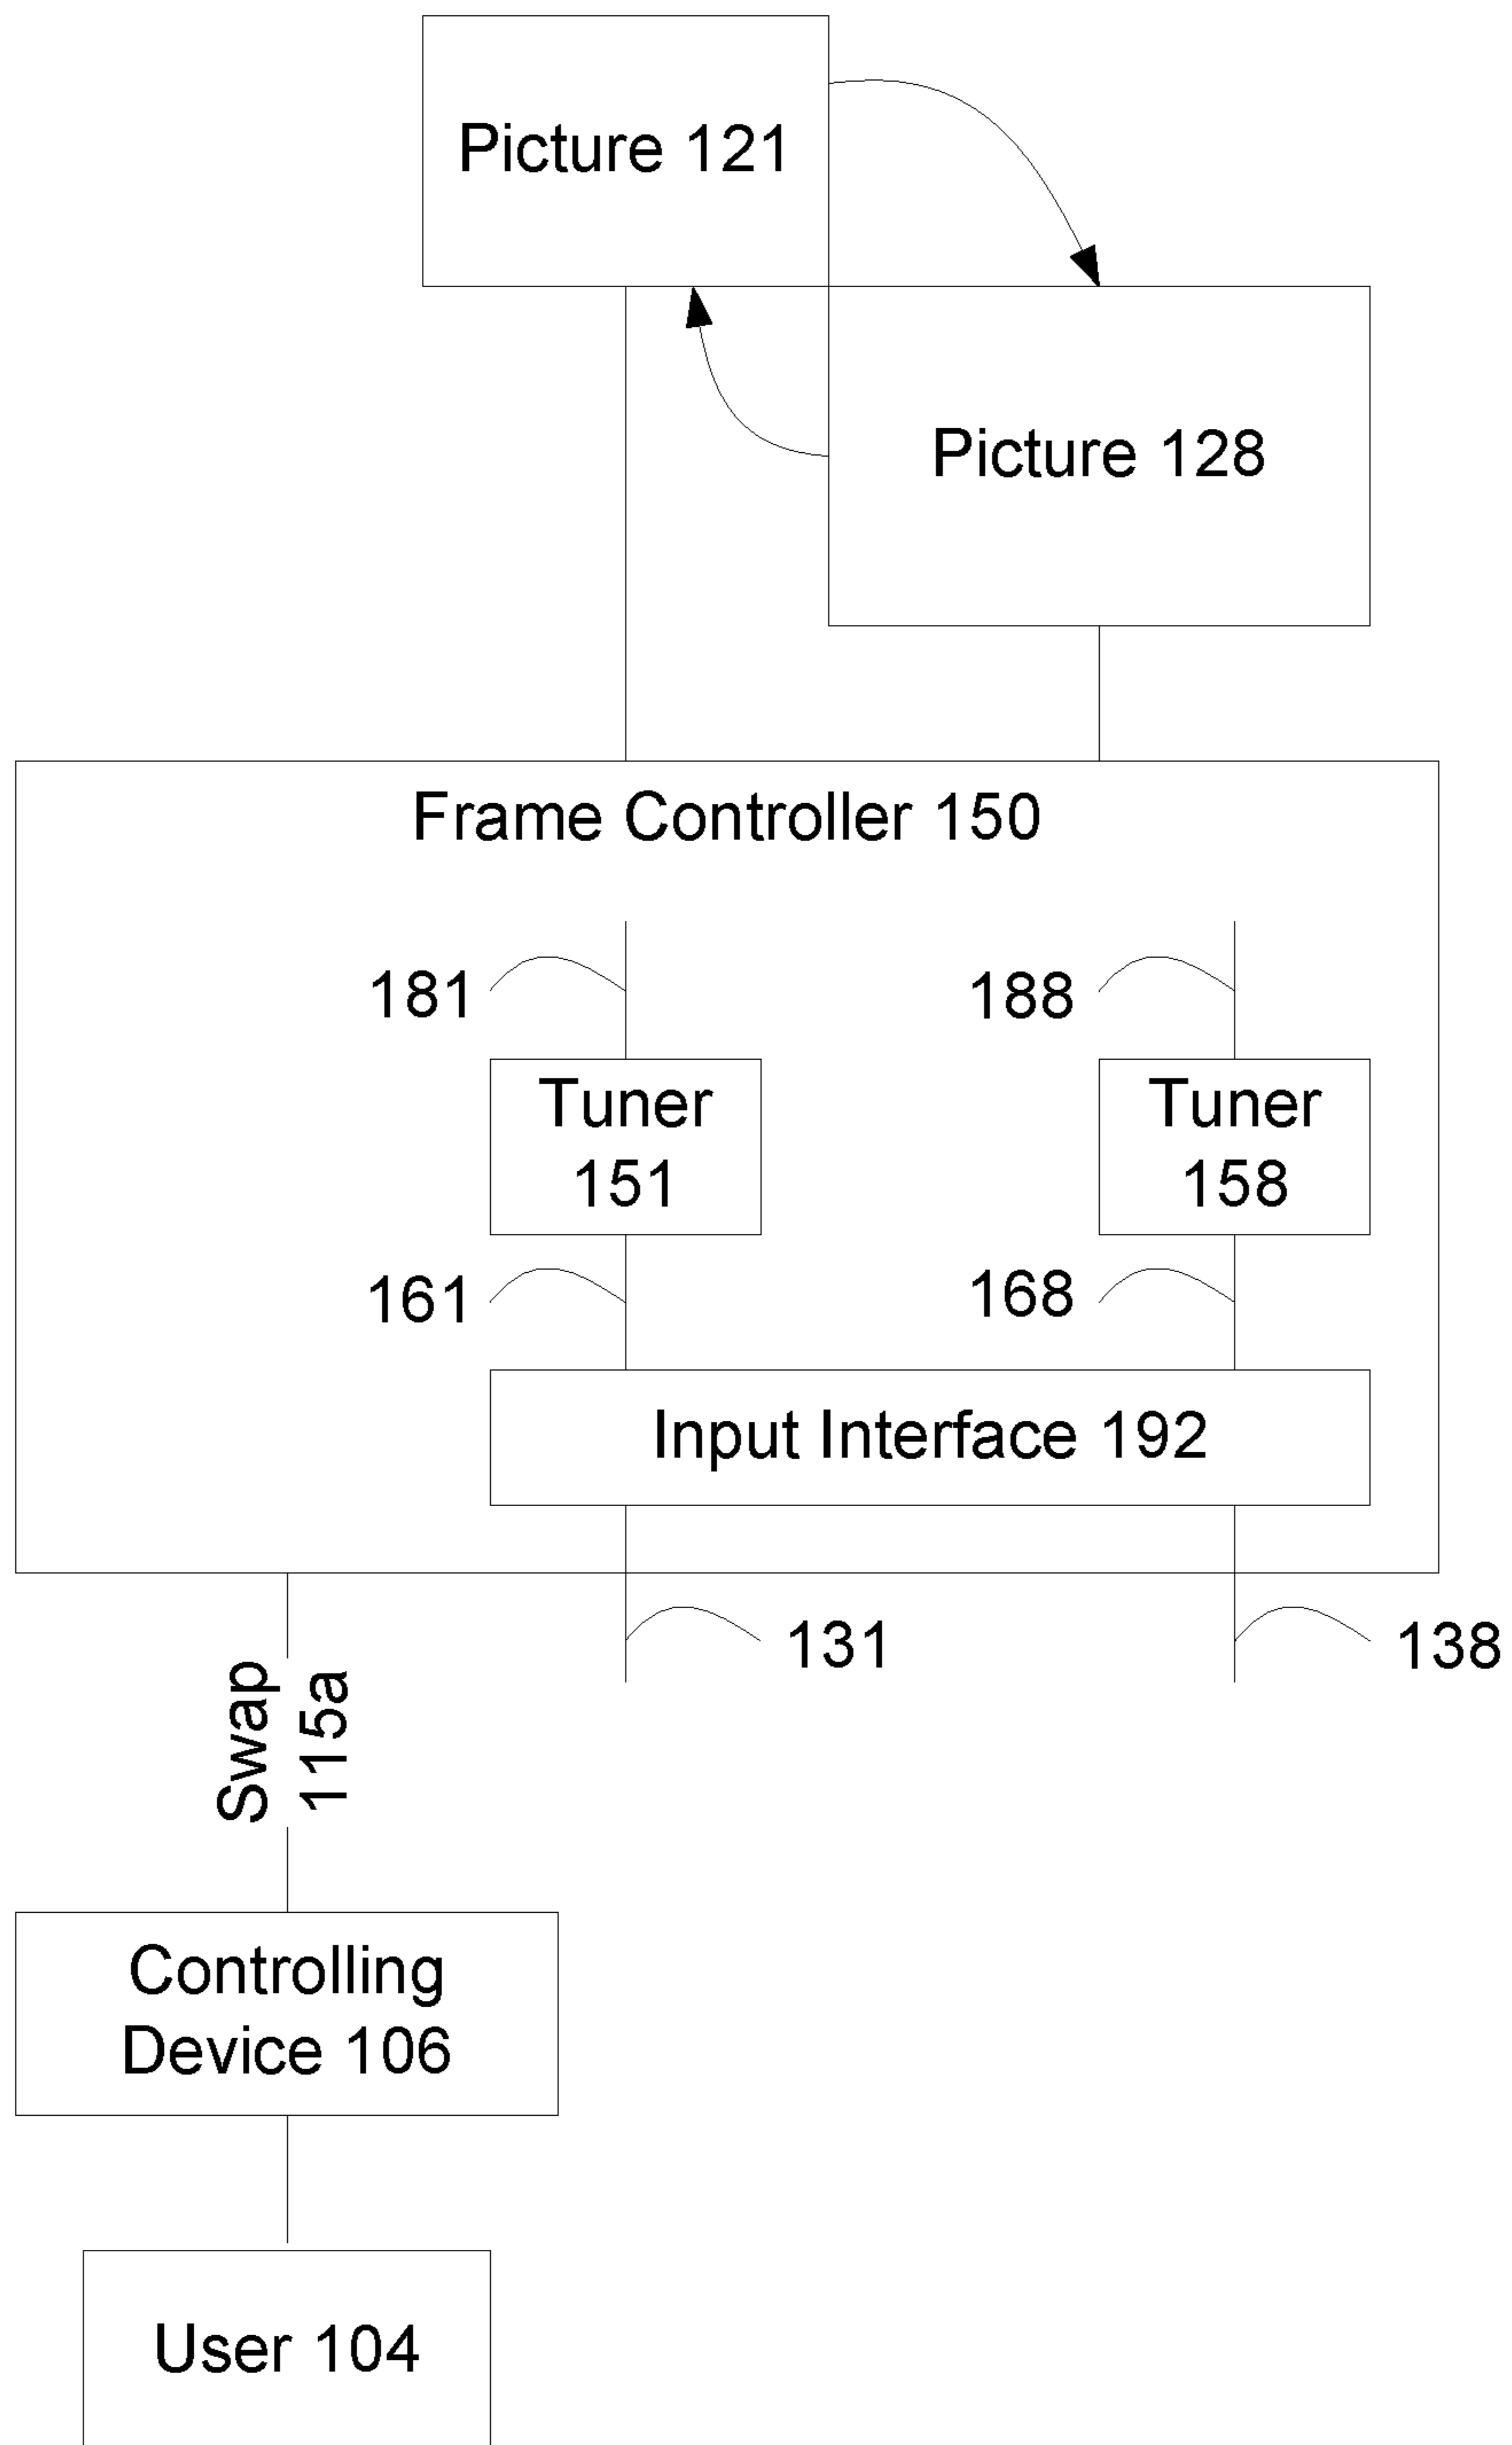 Picture 121
Picture 128
Frame Controller 150
181
188
Tuner
151
Tuner
158
161
168
Input Interface 192
131
138
Swap
115a
Controlling
Device 106
User 104